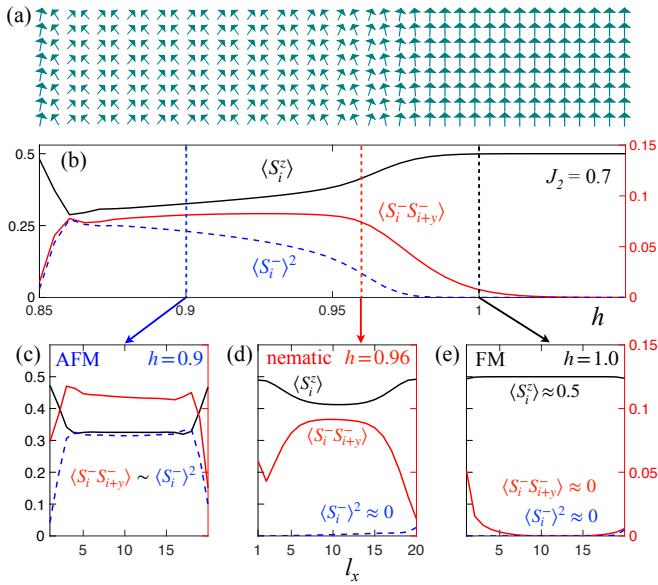 (a)
(b)
⟨S_i^z⟩
J_2 = 0.7
⟨S_i^- S_{i+y}^-⟩
⟨S_i^-⟩^2
0.5
0.25
0
0.15
0.1
0.05
0
0.85 0.9 0.95 1 h
(c) AFM h=0.9
(d) nematic h=0.96
(e) FM h=1.0
0.5
0.4
0.3
0.2
0.1
0
⟨S_i^- S_{i+y}^-⟩ ~ ⟨S_i^-⟩^2
5 10 15
⟨S_i^z⟩
⟨S_i^- S_{i+y}^-⟩
⟨S_i^-⟩^2 ≈ 0
1 5 10 15 20
l_x
⟨S_i^z⟩≈0.5
⟨S_i^- S_{i+y}^-⟩ ≈ 0
⟨S_i^-⟩^2 ≈ 0
5 10 15
0.15
0.1
0.05
0